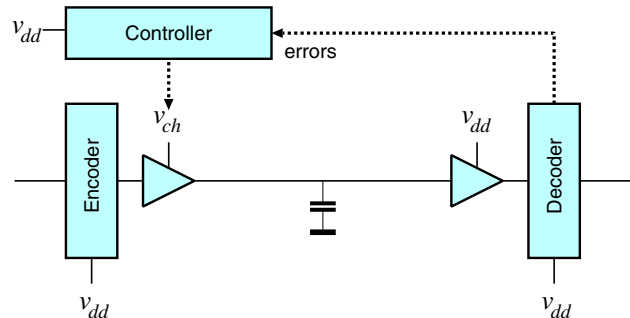 v_dd
Controller
errors
v_ch
v_dd
Encoder
Decoder
v_dd
v_dd